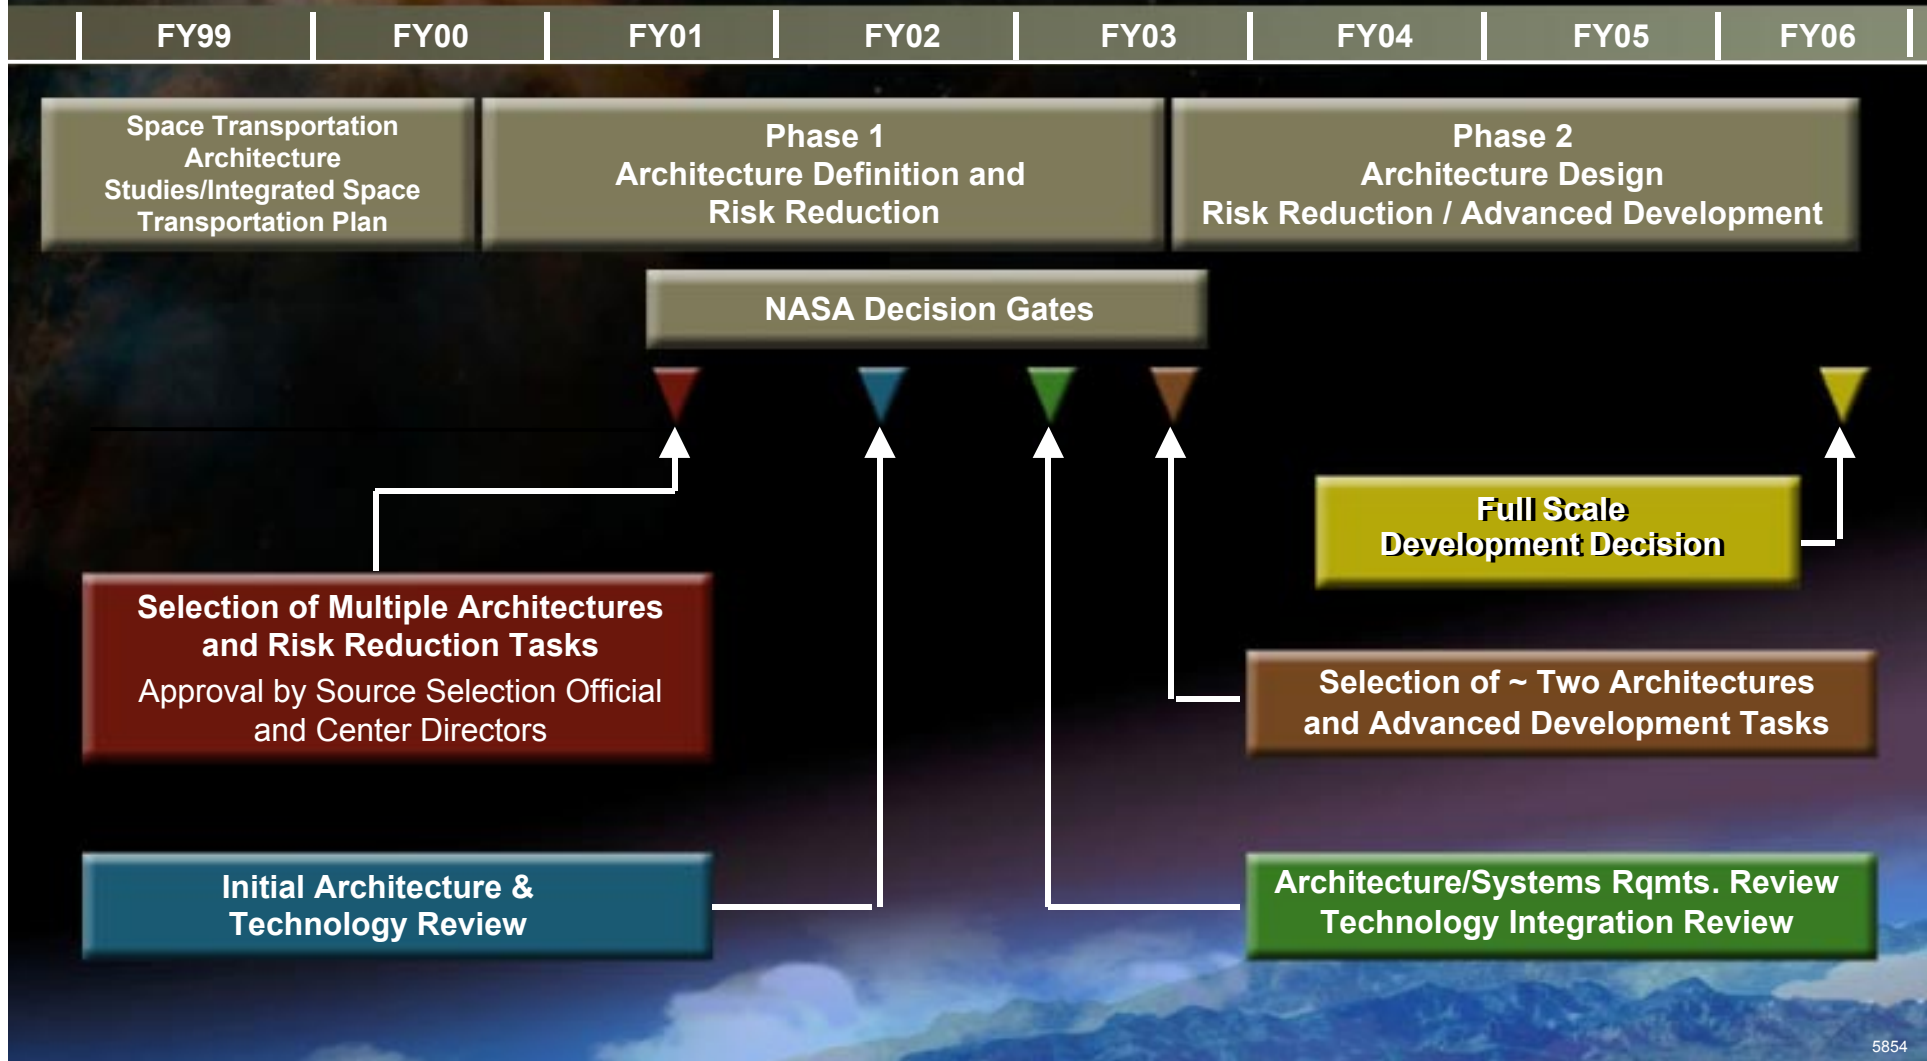 FY99 FY00 FY01 FY02 FY03 FY04 FY05 FY06
Space Transportation
Architecture
Studies/Integrated Space
Transportation Plan
Phase 1
Architecture Definition and
Risk Reduction
Phase 2
Architecture Design
Risk Reduction / Advanced Development
NASA Decision Gates
Full Scale
Development Decision
Selection of Multiple Architectures
and Risk Reduction Tasks
Approval by Source Selection Official
and Center Directors
Selection of ~ Two Architectures
and Advanced Development Tasks
Initial Architecture &
Technology Review
Architecture/Systems Rqmts. Review
Technology Integration Review
5854